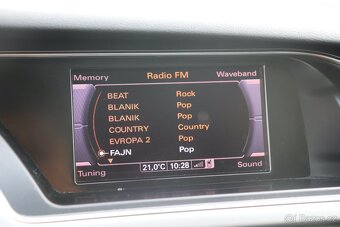 Memory Radio FM Waveband
BEAT Rock
BLANIK Pop
BLANIK Pop
COUNTRY Country
EVROPA 2 Pop
FAJN Pop
Tuning 21,0°C 10:28 Sound